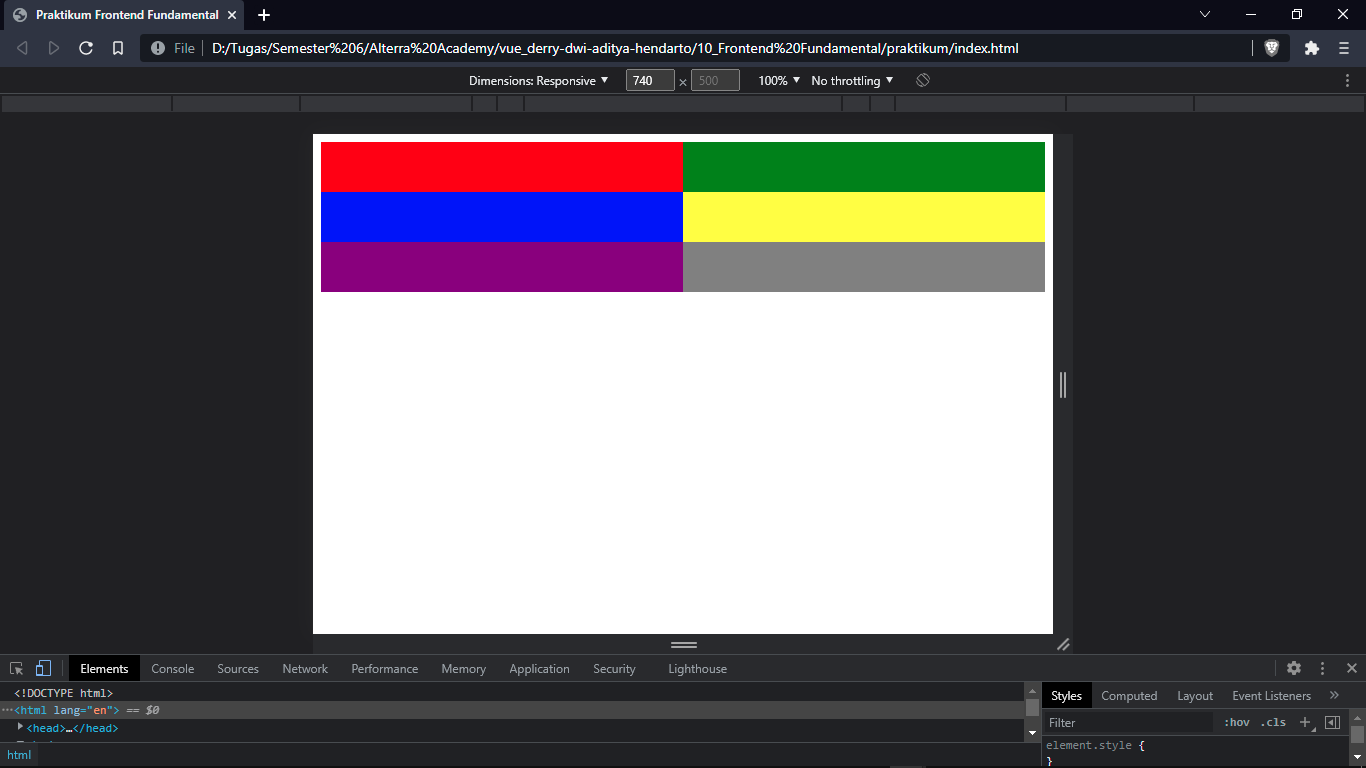 Praktikum Frontend Fundamental
File D:/Tugas/Semester%206/Alterra%20Academy/vue_derry-dwi-aditya-hendarto/10_Frontend%20Fundamental/praktikum/index.html
Dimensions: Responsive 740 × 500 100% No throttling
Elements Console Sources Network Performance Memory Application Security Lighthouse
<!DOCTYPE html>
Styles Computed Layout Event Listeners »
···<html lang="en"> == $0
Filter :hov .cls +
<head>…</head>
element.style {
}
html